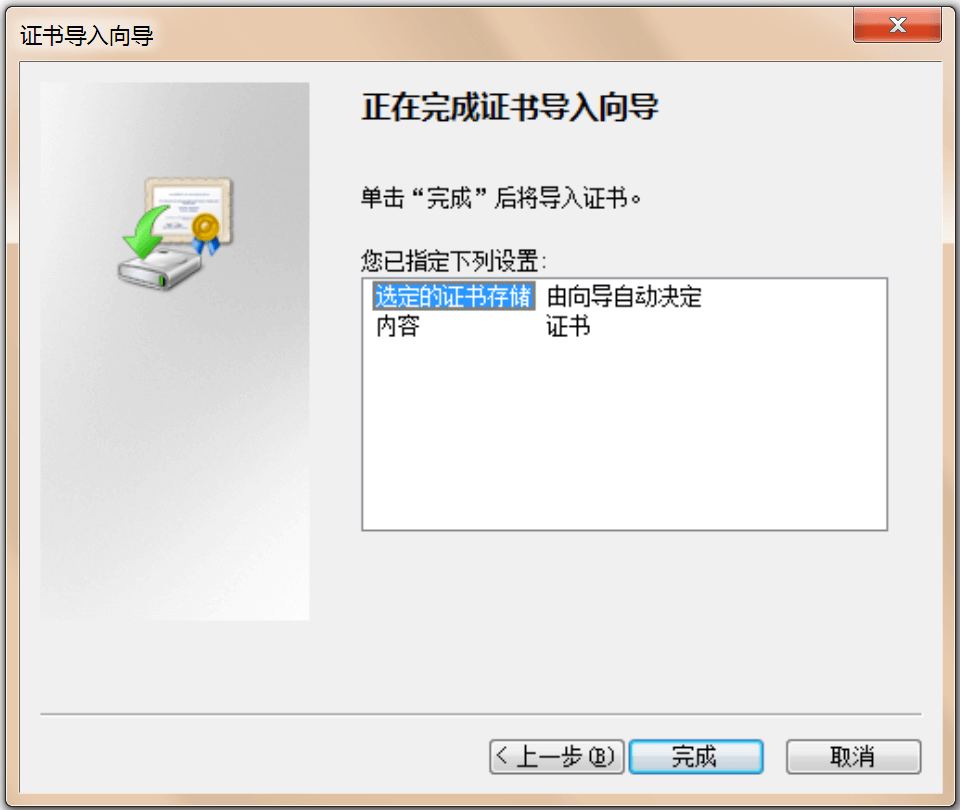 证书导入向导
正在完成证书导入向导
单击“完成”后将导入证书。
您已指定下列设置:
选定的证书存储 由向导自动决定
内容 证书
< 上一步(B) 完成 取消